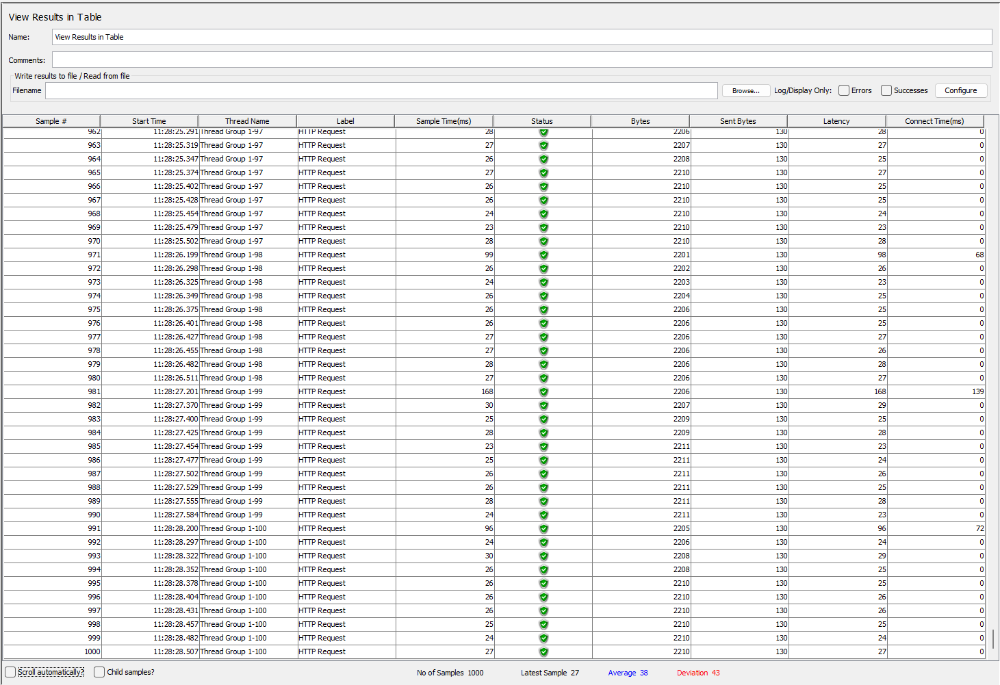 View Results in Table
Name: View Results in Table
Comments:
Write results to file / Read from file
Filename Browse... Log/Display Only: Errors Successes Configure
Sample # Start Time Thread Name Label Sample Time(ms) Status Bytes Sent Bytes Latency Connect Time(ms)
962 11:28:25.291 Thread Group 1-97 HTTP Request 28 2206 130 28 0
963 11:28:25.319 Thread Group 1-97 HTTP Request 27 2207 130 27 0
964 11:28:25.347 Thread Group 1-97 HTTP Request 26 2208 130 25 0
965 11:28:25.374 Thread Group 1-97 HTTP Request 27 2210 130 27 0
966 11:28:25.402 Thread Group 1-97 HTTP Request 26 2210 130 25 0
967 11:28:25.428 Thread Group 1-97 HTTP Request 26 2210 130 25 0
968 11:28:25.454 Thread Group 1-97 HTTP Request 24 2210 130 24 0
969 11:28:25.479 Thread Group 1-97 HTTP Request 23 2210 130 23 0
970 11:28:25.502 Thread Group 1-97 HTTP Request 28 2210 130 28 0
971 11:28:26.199 Thread Group 1-98 HTTP Request 99 2201 130 98 68
972 11:28:26.298 Thread Group 1-98 HTTP Request 26 2202 130 26 0
973 11:28:26.325 Thread Group 1-98 HTTP Request 24 2203 130 23 0
974 11:28:26.349 Thread Group 1-98 HTTP Request 26 2204 130 25 0
975 11:28:26.375 Thread Group 1-98 HTTP Request 26 2206 130 25 0
976 11:28:26.401 Thread Group 1-98 HTTP Request 26 2206 130 25 0
977 11:28:26.427 Thread Group 1-98 HTTP Request 27 2206 130 27 0
978 11:28:26.455 Thread Group 1-98 HTTP Request 27 2206 130 26 0
979 11:28:26.482 Thread Group 1-98 HTTP Request 28 2206 130 28 0
980 11:28:26.511 Thread Group 1-98 HTTP Request 27 2206 130 27 0
981 11:28:27.201 Thread Group 1-99 HTTP Request 168 2206 130 168 139
982 11:28:27.370 Thread Group 1-99 HTTP Request 30 2207 130 29 0
983 11:28:27.400 Thread Group 1-99 HTTP Request 25 2209 130 25 0
984 11:28:27.425 Thread Group 1-99 HTTP Request 28 2209 130 28 0
985 11:28:27.454 Thread Group 1-99 HTTP Request 23 2211 130 23 0
986 11:28:27.477 Thread Group 1-99 HTTP Request 25 2211 130 24 0
987 11:28:27.502 Thread Group 1-99 HTTP Request 26 2211 130 26 0
988 11:28:27.529 Thread Group 1-99 HTTP Request 26 2211 130 25 0
989 11:28:27.555 Thread Group 1-99 HTTP Request 28 2211 130 28 0
990 11:28:27.584 Thread Group 1-99 HTTP Request 24 2211 130 23 0
991 11:28:28.200 Thread Group 1-100 HTTP Request 96 2205 130 96 72
992 11:28:28.297 Thread Group 1-100 HTTP Request 24 2206 130 24 0
993 11:28:28.322 Thread Group 1-100 HTTP Request 30 2208 130 29 0
994 11:28:28.352 Thread Group 1-100 HTTP Request 26 2208 130 25 0
995 11:28:28.378 Thread Group 1-100 HTTP Request 26 2210 130 25 0
996 11:28:28.404 Thread Group 1-100 HTTP Request 26 2210 130 26 0
997 11:28:28.431 Thread Group 1-100 HTTP Request 26 2210 130 26 0
998 11:28:28.457 Thread Group 1-100 HTTP Request 25 2210 130 25 0
999 11:28:28.482 Thread Group 1-100 HTTP Request 24 2210 130 24 0
1000 11:28:28.507 Thread Group 1-100 HTTP Request 27 2210 130 27 0
Scroll automatically? Child samples? No of Samples 1000 Latest Sample 27 Average 38 Deviation 43